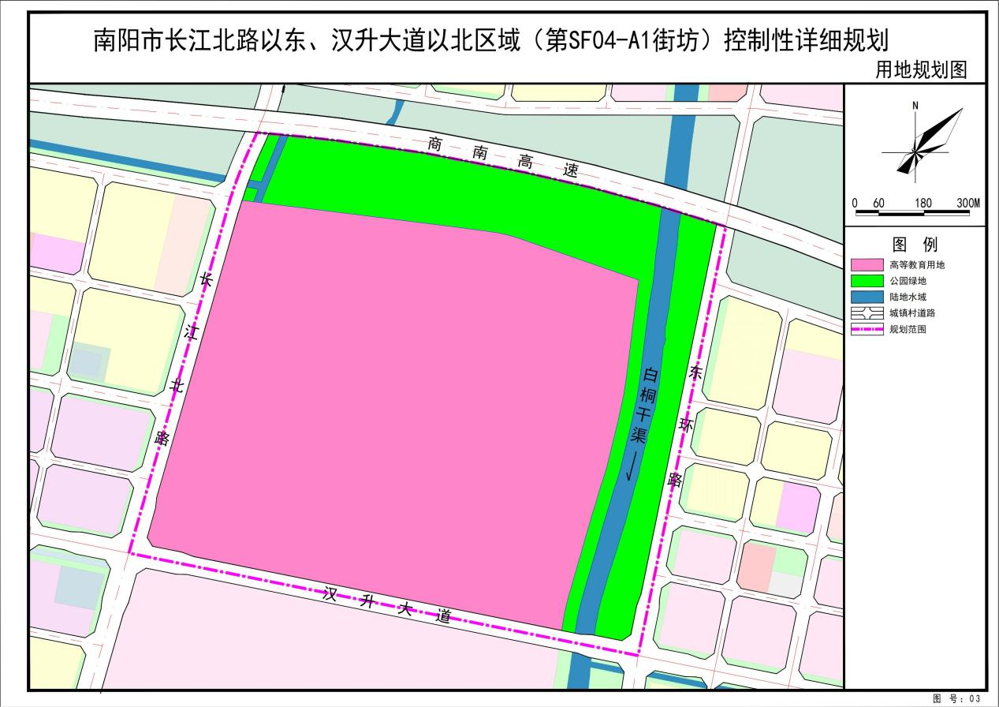 南阳市长江北路以东、汉升大道以北区域（第SF04-A1街坊）控制性详细规划
用地规划图
N
0 60 180 300M
图 例
高等教育用地
公园绿地
陆地水域
城镇村道路
规划范围
商南高速
长江北路
白桐干渠
东环路
汉升大道
图 号：03